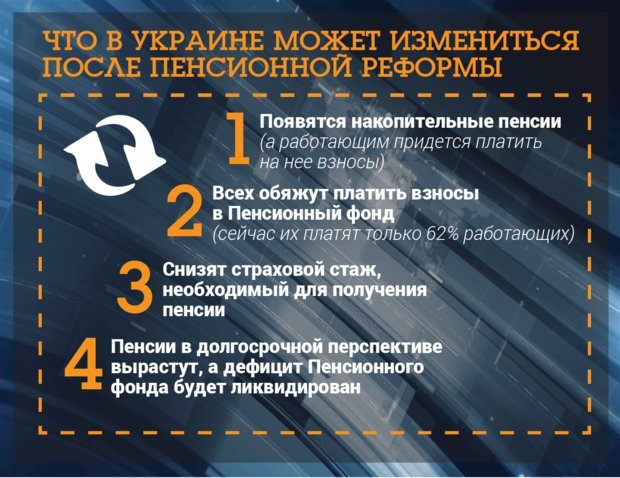 ЧТО В УКРАИНЕ МОЖЕТ ИЗМЕНИТЬСЯ
ПОСЛЕ ПЕНСИОННОЙ РЕФОРМЫ
1
Появятся накопительные пенсии
(а работающим придется платить
на нее взносы)
2
Всех обяжут платить взносы
в Пенсионный фонд
(сейчас их платят только 62% работающих)
3
Снизят страховой стаж,
необходимый для получения
пенсии
4
Пенсии в долгосрочной перспективе
вырастут, а дефицит Пенсионного
фонда будет ликвидирован